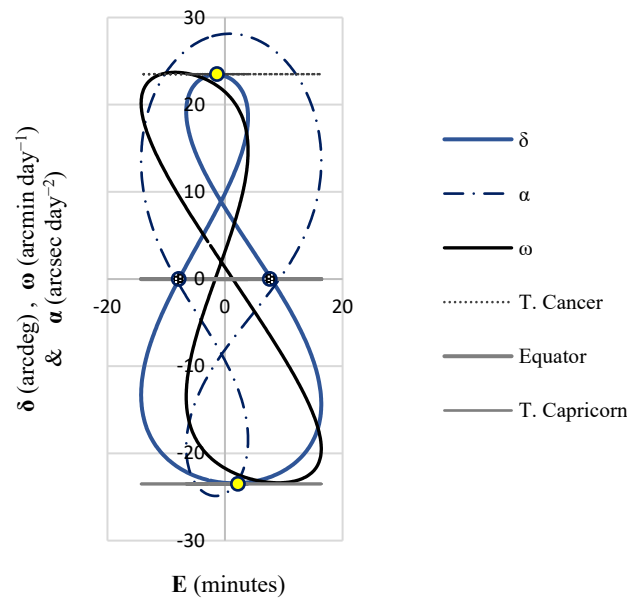 30
20
10
0
-10
-20
-30
-20
0
20
δ (arcdeg) , ω (arcmin day⁻¹)
& α (arcsec day⁻²)
E (minutes)
δ
α
ω
T. Cancer
Equator
T. Capricorn